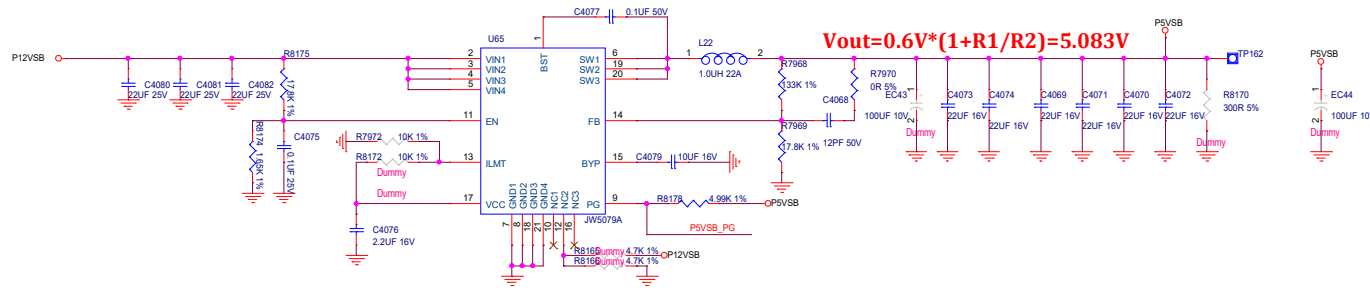 C4077
0.1UF 50V
P5VSB
U65
Vout=0.6V*(1+R1/R2)=5.083V
P12VSB
R8175
1
BST
2
VIN1
3
VIN2
4
VIN3
5
VIN4
6
SW1
19
SW2
20
SW3
L22
1
2
1.0UH 22A
TP162
P5VSB
C4080
22UF 25V
C4081
22UF 25V
C4082
22UF 25V
17.8K 1%
R7968
133K 1%
R7970
0R 5%
C4068
12PF 50V
EC43
1
2
100UF 10V
Dummy
C4073
22UF 16V
C4074
22UF 16V
C4069
22UF 16V
C4071
22UF 16V
C4070
22UF 16V
C4072
22UF 16V
R8170
300R 5%
Dummy
EC44
1
2
100UF 10V
Dummy
11
EN
14
FB
R8174
1.65K 1%
C4075
0.1UF 25V
R7972
10K 1%
R8172
10K 1%
Dummy
Dummy
13
ILMT
15
BYP
C4079
10UF 16V
R7969
17.8K 1%
17
VCC
GND1
GND2
GND3
GND4
NC1
NC2
NC3
9
PG
R8178
4.99K 1%
P5VSB
JW5079A
P5VSB_PG
C4076
2.2UF 16V
7
8
18
21
10
12
16
R8165
Dummy
4.7K 1%
P12VSB
R8166
Dummy
4.7K 1%